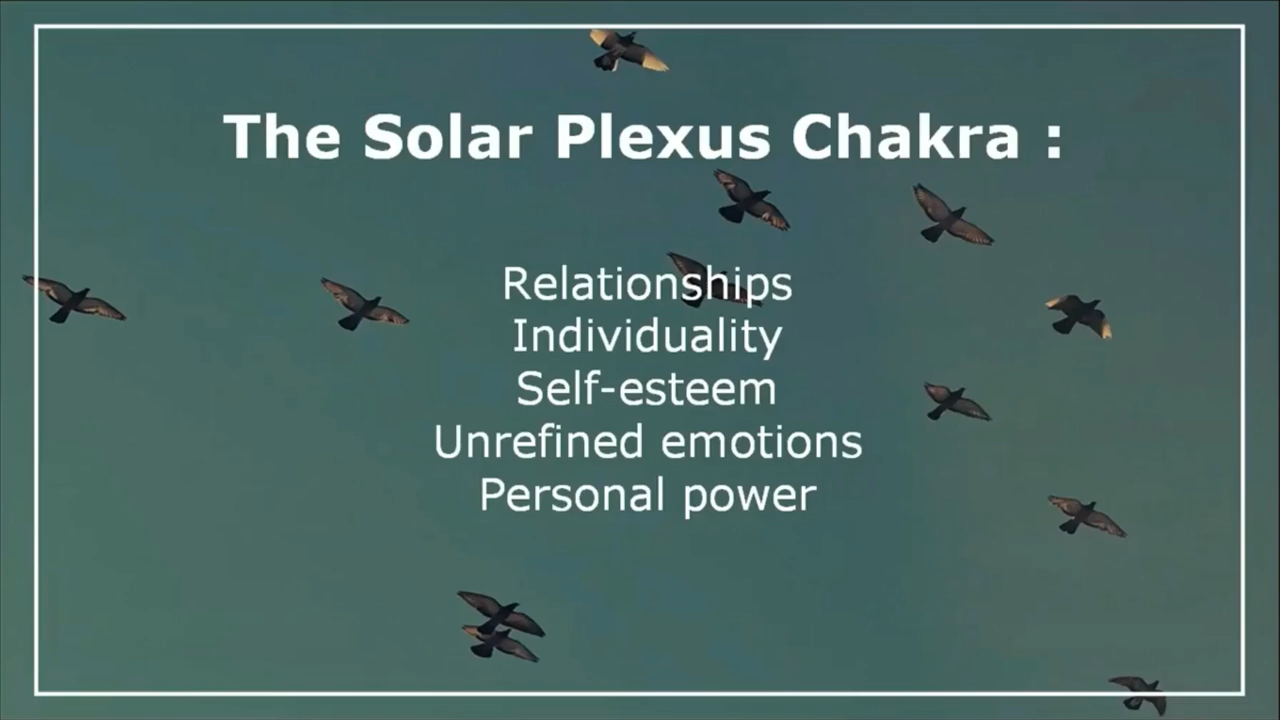 The Solar Plexus Chakra :
Relationships
Individuality
Self-esteem
Unrefined emotions
Personal power